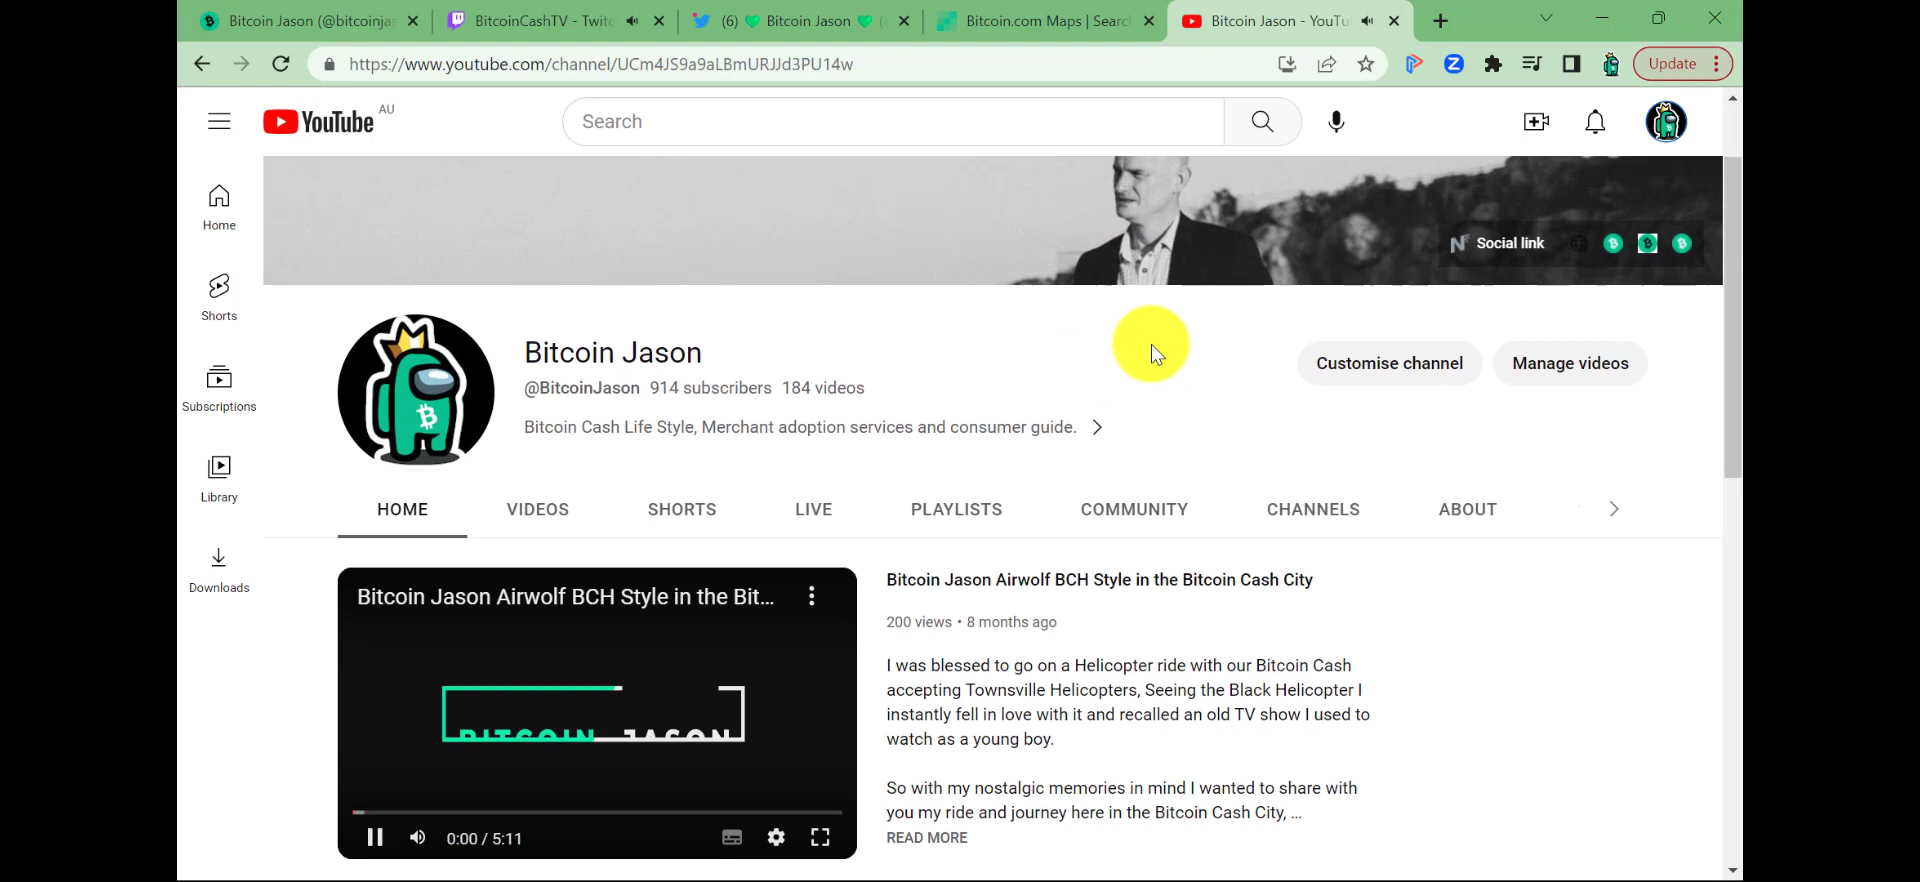 Bitcoin Jason (@bitcoinjas
BitcoinCashTV - Twitc
(6) 💚 Bitcoin Jason 💚 (
Bitcoin.com Maps | Searc
Bitcoin Jason - YouTu
https://www.youtube.com/channel/UCm4JS9a9aLBmURJJd3PU14w
Update
YouTube AU
Search
Home
Shorts
Subscriptions
Library
Downloads
Social link
Bitcoin Jason
@BitcoinJason 914 subscribers 184 videos
Bitcoin Cash Life Style, Merchant adoption services and consumer guide.
Customise channel
Manage videos
HOME VIDEOS SHORTS LIVE PLAYLISTS COMMUNITY CHANNELS ABOUT
Bitcoin Jason Airwolf BCH Style in the Bit...
BITCOIN JASON
0:00 / 5:11
Bitcoin Jason Airwolf BCH Style in the Bitcoin Cash City
200 views • 8 months ago
I was blessed to go on a Helicopter ride with our Bitcoin Cash
accepting Townsville Helicopters, Seeing the Black Helicopter I
instantly fell in love with it and recalled an old TV show I used to
watch as a young boy.
So with my nostalgic memories in mind I wanted to share with
you my ride and journey here in the Bitcoin Cash City, ...
READ MORE